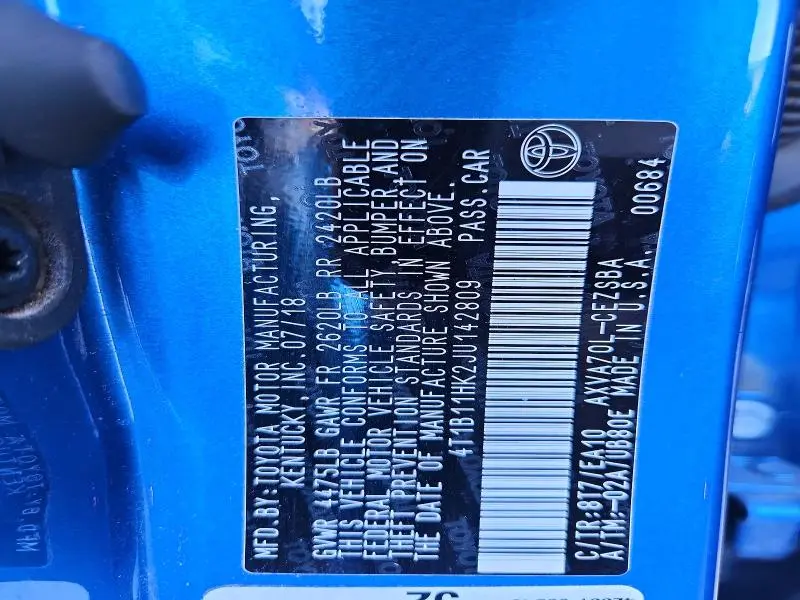 MFD.BY:TOYOTA MOTOR MANUFACTURING,
KENTUCKY, INC. 07/18
GVWR 4475LB GAWR FR 2620LB RR 2420LB
THIS VEHICLE CONFORMS TO ALL APPLICABLE
FEDERAL MOTOR VEHICLE SAFETY BUMPER, AND
THEFT PREVENTION STANDARDS IN EFFECT ON
THE DATE OF MANUFACTURE SHOWN ABOVE.
4T1B11HK2JU142809 PASS.CAR
C/TR:8T7/EA10 AXVA70L-CEZSBA
A/TM:-02A/UB80E MADE IN U.S.A.
00684